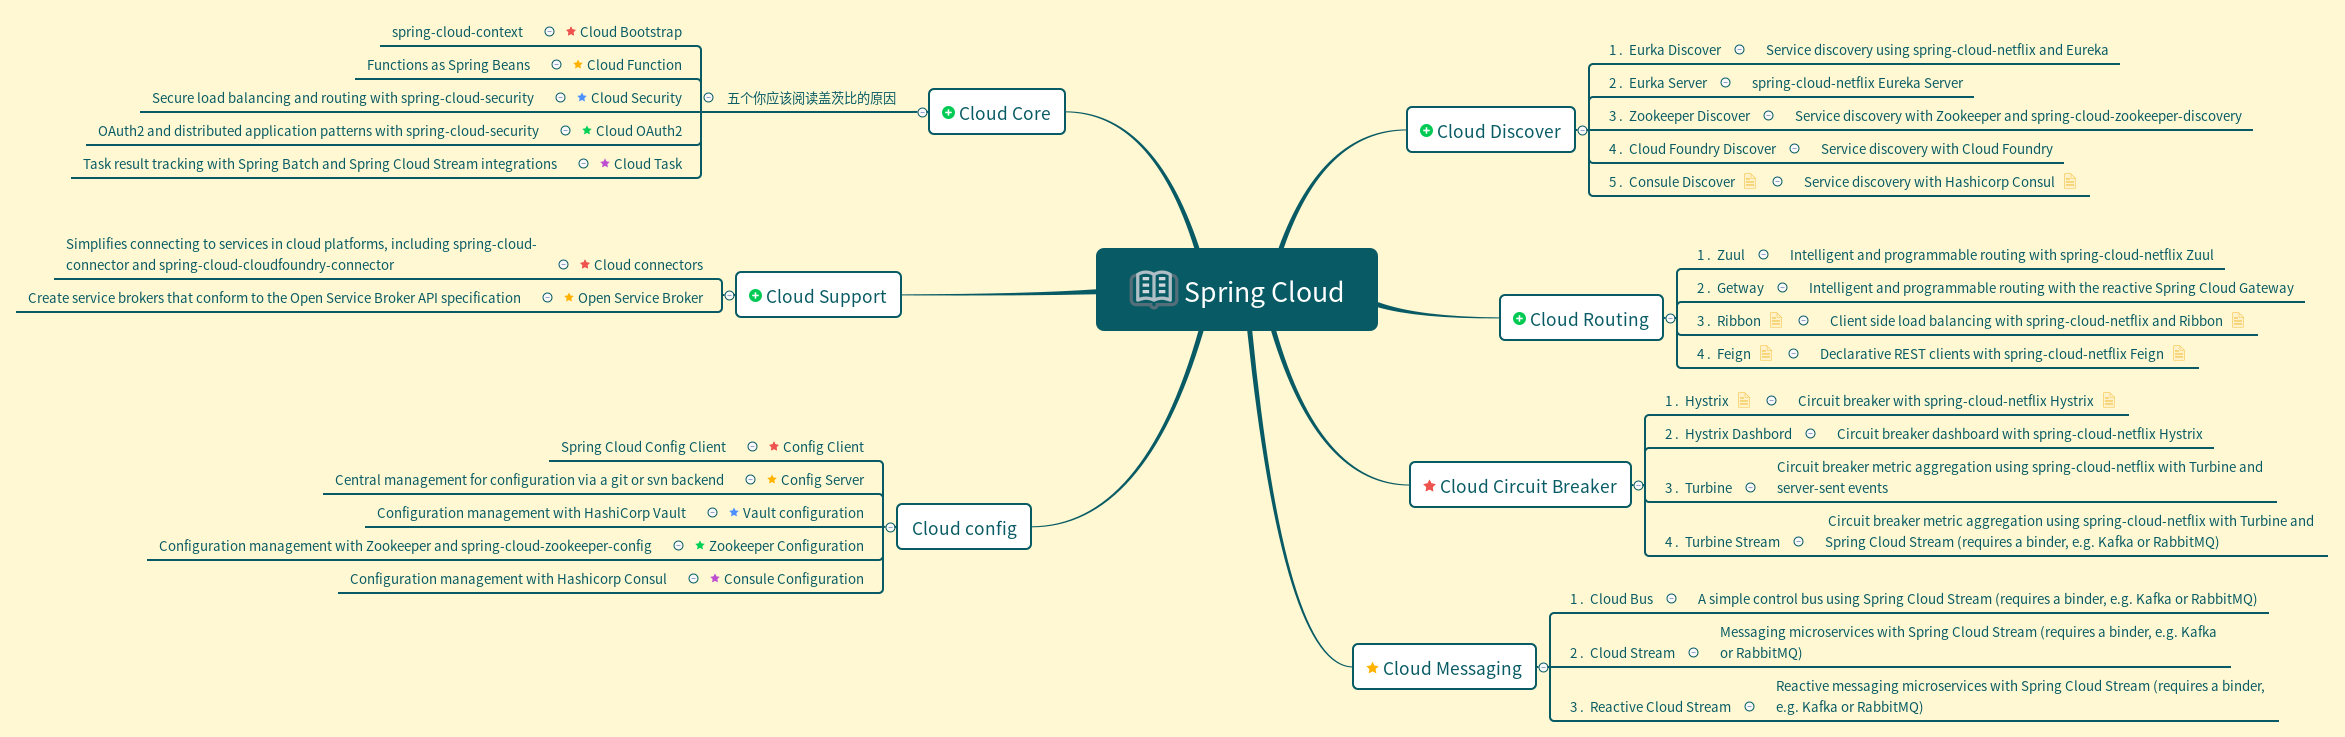 Spring Cloud
Cloud Core
五个你应该阅读盖茨比的原因
Cloud Bootstrap
spring-cloud-context
Cloud Function
Functions as Spring Beans
Cloud Security
Secure load balancing and routing with spring-cloud-security
Cloud OAuth2
OAuth2 and distributed application patterns with spring-cloud-security
Cloud Task
Task result tracking with Spring Batch and Spring Cloud Stream integrations
Cloud Support
Cloud connectors
Simplifies connecting to services in cloud platforms, including spring-cloud-
connector and spring-cloud-cloudfoundry-connector
Open Service Broker
Create service brokers that conform to the Open Service Broker API specification
Cloud config
Config Client
Spring Cloud Config Client
Config Server
Central management for configuration via a git or svn backend
Vault configuration
Configuration management with HashiCorp Vault
Zookeeper Configuration
Configuration management with Zookeeper and spring-cloud-zookeeper-config
Consule Configuration
Configuration management with Hashicorp Consul
Cloud Discover
1. Eurka Discover
Service discovery using spring-cloud-netflix and Eureka
2. Eurka Server
spring-cloud-netflix Eureka Server
3. Zookeeper Discover
Service discovery with Zookeeper and spring-cloud-zookeeper-discovery
4. Cloud Foundry Discover
Service discovery with Cloud Foundry
5. Consule Discover
Service discovery with Hashicorp Consul
Cloud Routing
1. Zuul
Intelligent and programmable routing with spring-cloud-netflix Zuul
2. Getway
Intelligent and programmable routing with the reactive Spring Cloud Gateway
3. Ribbon
Client side load balancing with spring-cloud-netflix and Ribbon
4. Feign
Declarative REST clients with spring-cloud-netflix Feign
Cloud Circuit Breaker
1. Hystrix
Circuit breaker with spring-cloud-netflix Hystrix
2. Hystrix Dashbord
Circuit breaker dashboard with spring-cloud-netflix Hystrix
3. Turbine
Circuit breaker metric aggregation using spring-cloud-netflix with Turbine and
server-sent events
4. Turbine Stream
Circuit breaker metric aggregation using spring-cloud-netflix with Turbine and
Spring Cloud Stream (requires a binder, e.g. Kafka or RabbitMQ)
Cloud Messaging
1. Cloud Bus
A simple control bus using Spring Cloud Stream (requires a binder, e.g. Kafka or RabbitMQ)
2. Cloud Stream
Messaging microservices with Spring Cloud Stream (requires a binder, e.g. Kafka
or RabbitMQ)
3. Reactive Cloud Stream
Reactive messaging microservices with Spring Cloud Stream (requires a binder,
e.g. Kafka or RabbitMQ)